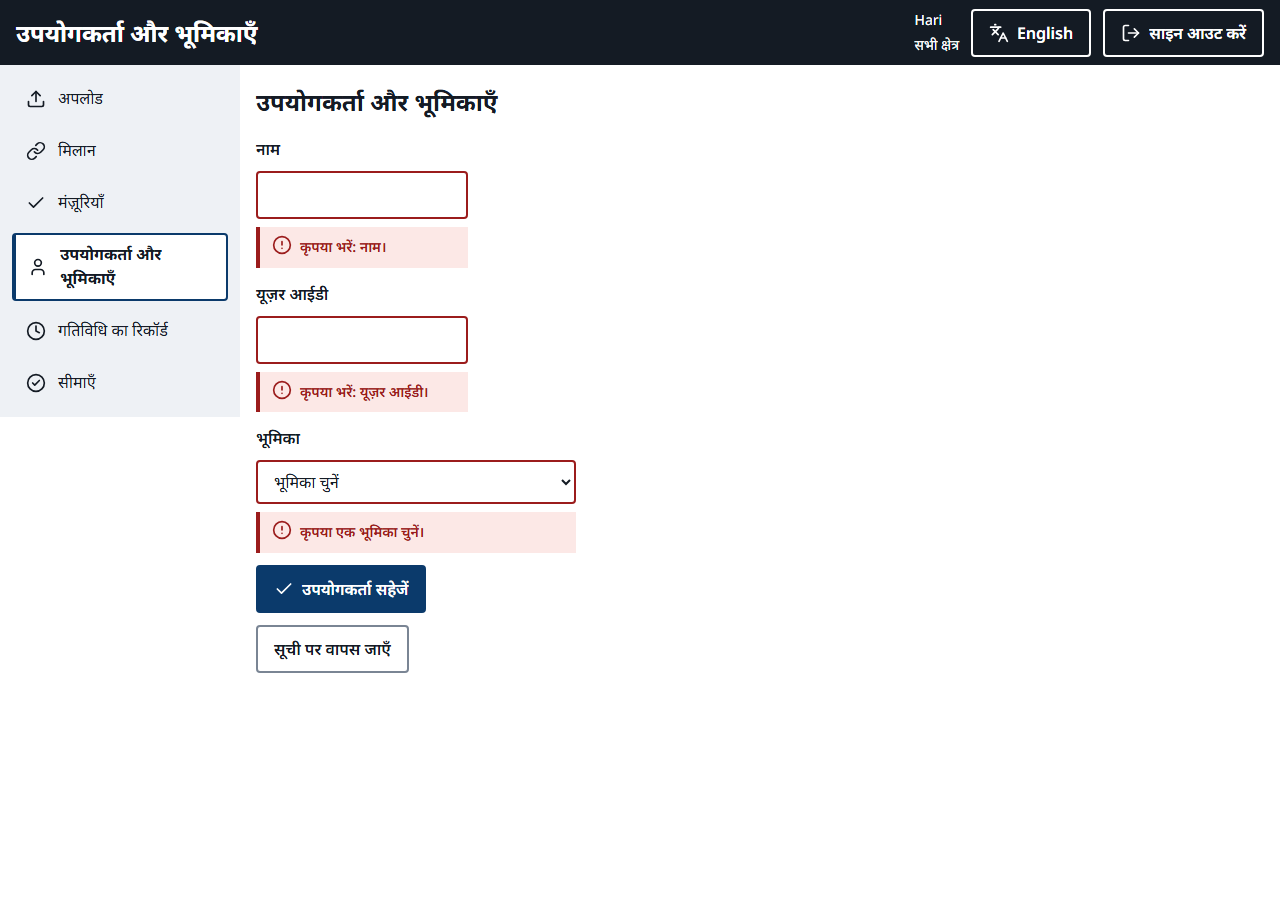 उपयोगकर्ता और भूमिकाएँ
Hari
सभी क्षेत्र
English
साइन आउट करें
अपलोड
मिलान
मंज़ूरियाँ
उपयोगकर्ता और
भूमिकाएँ
गतिविधि का रिकॉर्ड
सीमाएँ
उपयोगकर्ता और भूमिकाएँ
नाम
कृपया भरें: नाम।
यूज़र आईडी
कृपया भरें: यूज़र आईडी।
भूमिका
भूमिका चुनें
कृपया एक भूमिका चुनें।
उपयोगकर्ता सहेजें
सूची पर वापस जाएँ